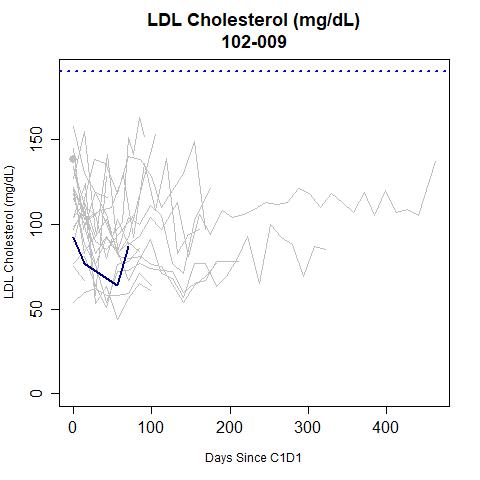 LDL Cholesterol (mg/dL)
102-009
LDL Cholesterol (mg/dL)
150
100
50
0
0 100 200 300 400
Days Since C1D1